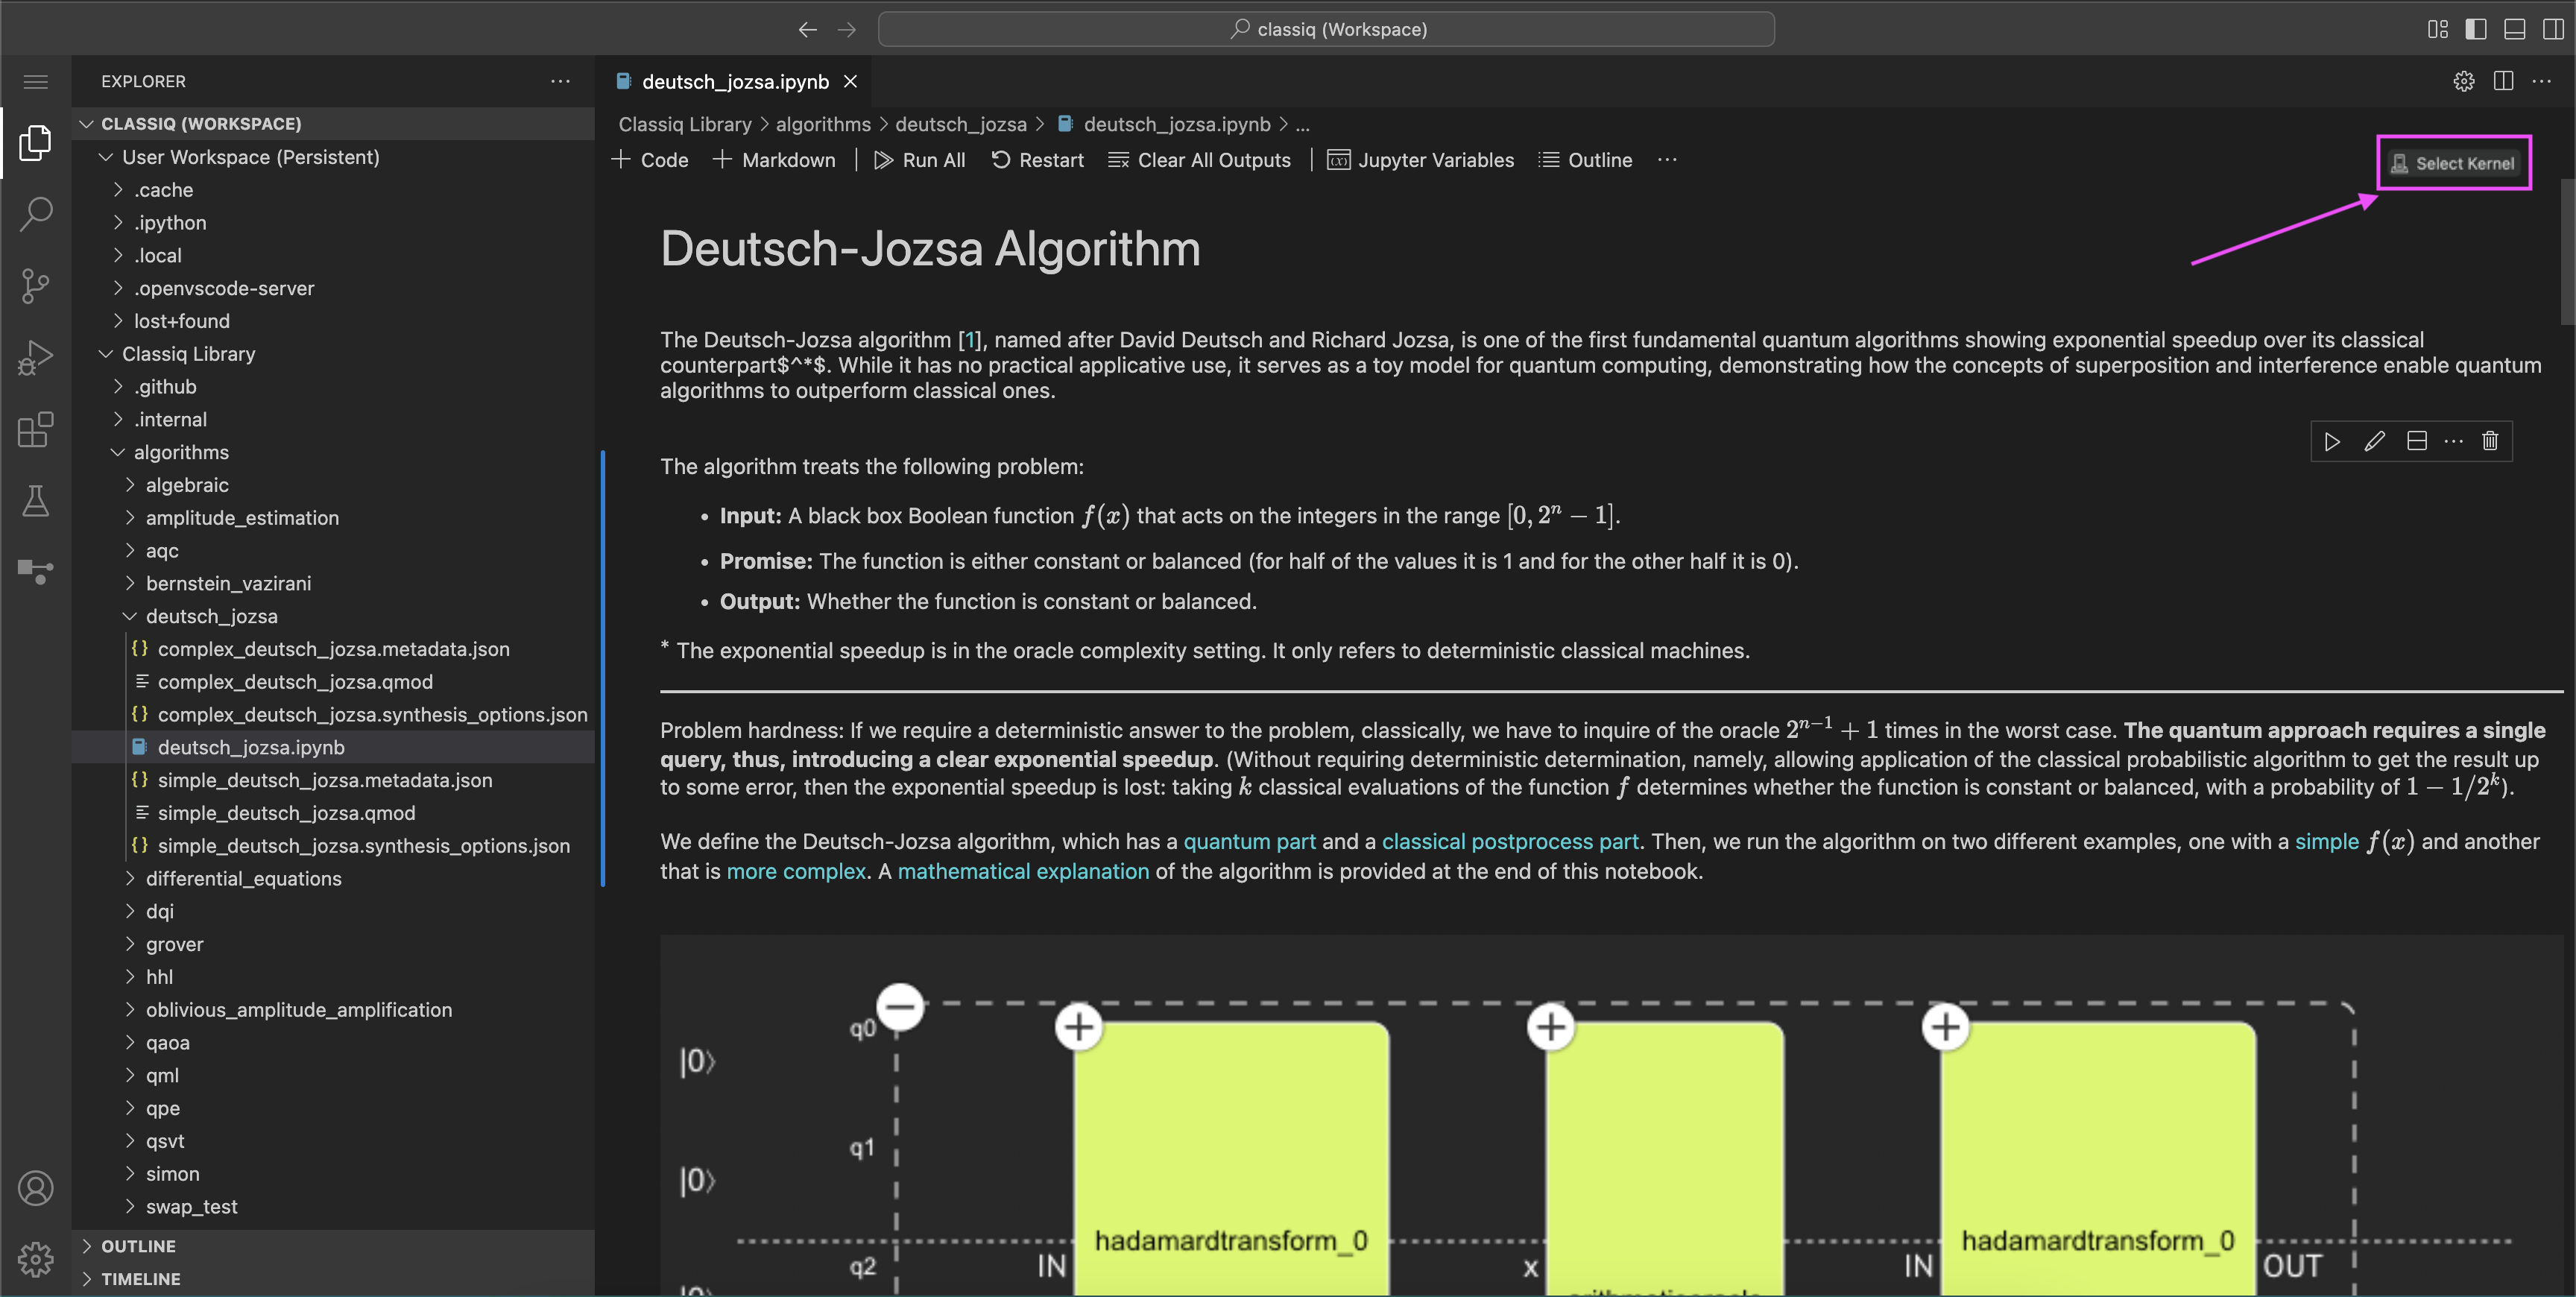 classiq (Workspace)
EXPLORER
CLASSIQ (WORKSPACE)
User Workspace (Persistent)
.cache
.ipython
.local
.openvscode-server
lost+found
Classiq Library
.github
.internal
algorithms
algebraic
amplitude_estimation
aqc
bernstein_vazirani
deutsch_jozsa
complex_deutsch_jozsa.metadata.json
complex_deutsch_jozsa.qmod
complex_deutsch_jozsa.synthesis_options.json
deutsch_jozsa.ipynb
simple_deutsch_jozsa.metadata.json
simple_deutsch_jozsa.qmod
simple_deutsch_jozsa.synthesis_options.json
differential_equations
dqi
grover
hhl
oblivious_amplitude_amplification
qaoa
qml
qpe
qsvt
simon
swap_test
OUTLINE
TIMELINE
deutsch_jozsa.ipynb
Classiq Library > algorithms > deutsch_jozsa > deutsch_jozsa.ipynb > ...
+ Code + Markdown | Run All Restart Clear All Outputs | Jupyter Variables Outline ...
Select Kernel
Deutsch-Jozsa Algorithm
The Deutsch-Jozsa algorithm [1], named after David Deutsch and Richard Jozsa, is one of the first fundamental quantum algorithms showing exponential speedup over its classical
counterpart$^*$. While it has no practical applicative use, it serves as a toy model for quantum computing, demonstrating how the concepts of superposition and interference enable quantum
algorithms to outperform classical ones.
The algorithm treats the following problem:
• Input: A black box Boolean function f(x) that acts on the integers in the range [0, 2ⁿ − 1].
• Promise: The function is either constant or balanced (for half of the values it is 1 and for the other half it is 0).
• Output: Whether the function is constant or balanced.
* The exponential speedup is in the oracle complexity setting. It only refers to deterministic classical machines.
Problem hardness: If we require a deterministic answer to the problem, classically, we have to inquire of the oracle 2ⁿ⁻¹ + 1 times in the worst case. The quantum approach requires a single
query, thus, introducing a clear exponential speedup. (Without requiring deterministic determination, namely, allowing application of the classical probabilistic algorithm to get the result up
to some error, then the exponential speedup is lost: taking k classical evaluations of the function f determines whether the function is constant or balanced, with a probability of 1 − 1/2ᵏ).
We define the Deutsch-Jozsa algorithm, which has a quantum part and a classical postprocess part. Then, we run the algorithm on two different examples, one with a simple f(x) and another
that is more complex. A mathematical explanation of the algorithm is provided at the end of this notebook.
q0
|0⟩
q1
|0⟩
hadamardtransform_0 hadamardtransform_0
q2 IN x IN OUT